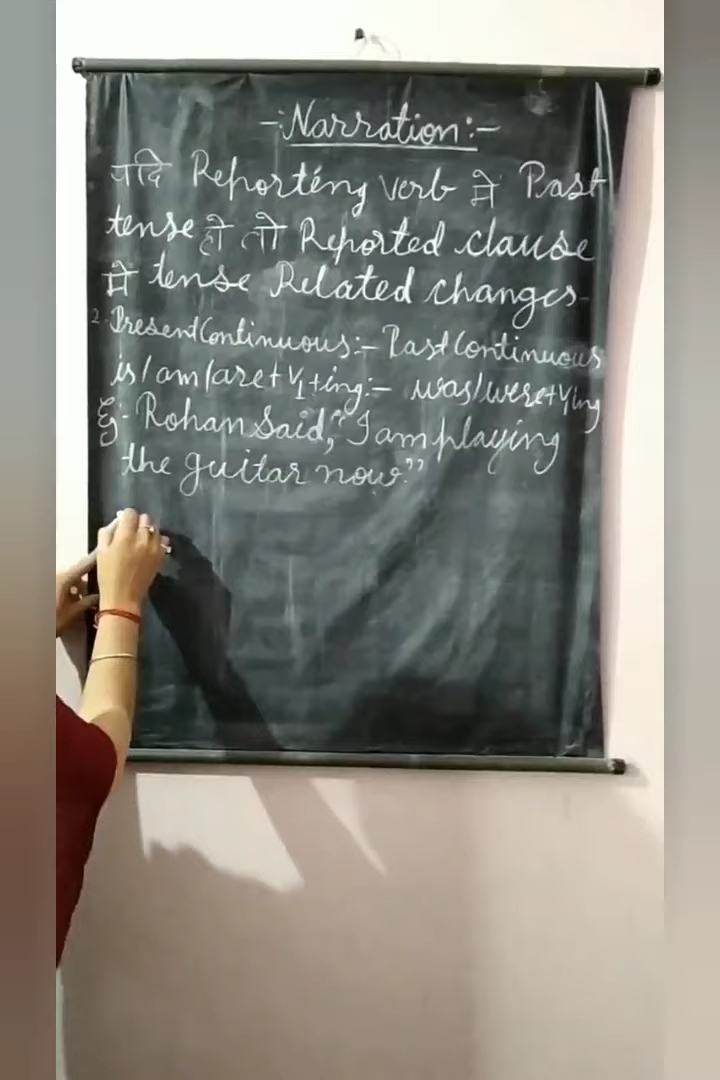 -:Narration:-
यदि Reporting verb मे Past
tense हो तो Reported clause
मे tense Related changes-
2. Present Continuous:- Past Continuous
is/am/are+V1+ing:- was/were+Ving
Eg:- Rohan said, "I am playing
the guitar now."